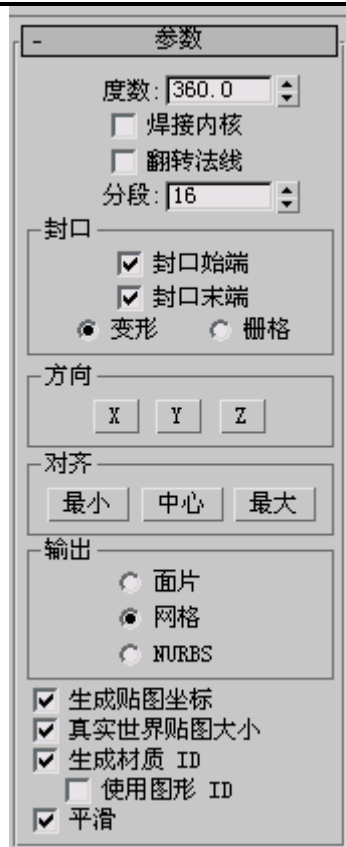 - 参数
度数: 360.0
焊接内核
翻转法线
分段: 16
封口
封口始端
封口末端
变形 栅格
方向
X Y Z
对齐
最小 中心 最大
输出
面片
网格
NURBS
生成贴图坐标
真实世界贴图大小
生成材质 ID
使用图形 ID
平滑